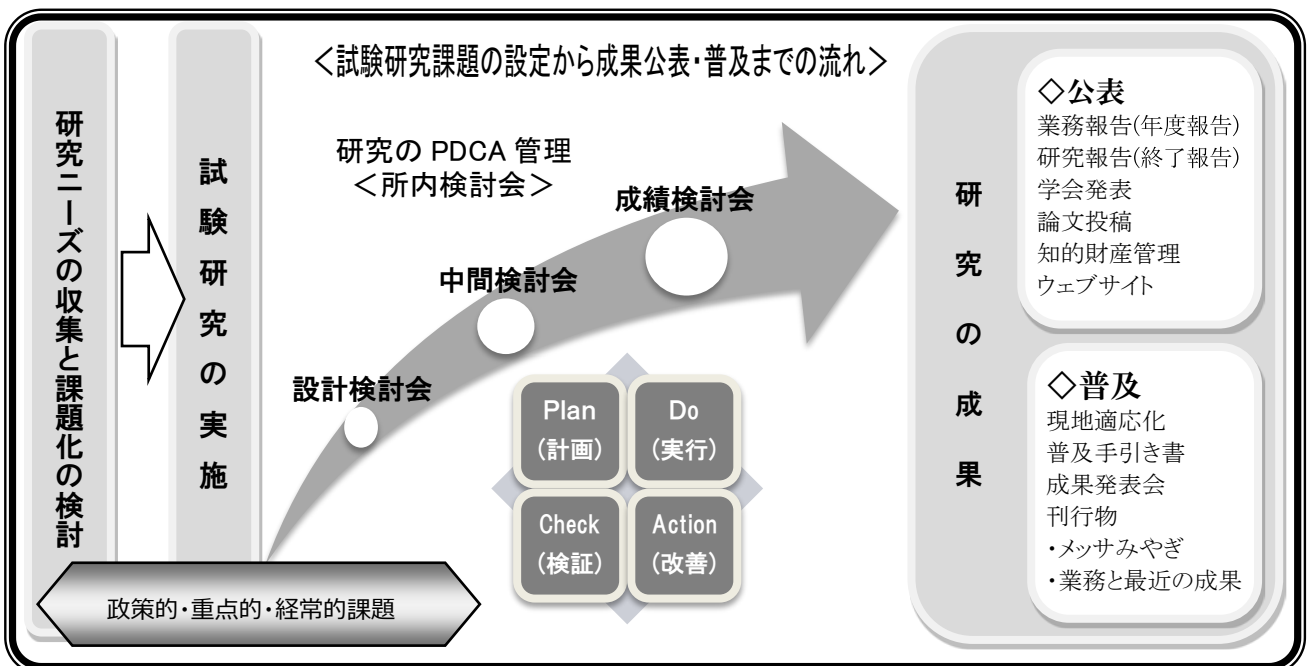 <試験研究課題の設定から成果公表・普及までの流れ>
研究ニーズの収集と課題化の検討
試験研究の実施
研究の PDCA 管理
<所内検討会>
設計検討会
中間検討会
成績検討会
Plan
(計画)
Do
(実行)
Check
(検証)
Action
(改善)
政策的・重点的・経常的課題
研究の成果
◇公表
業務報告(年度報告)
研究報告(終了報告)
学会発表
論文投稿
知的財産管理
ウェブサイト
◇普及
現地適応化
普及手引き書
成果発表会
刊行物
・メッサみやぎ
・業務と最近の成果